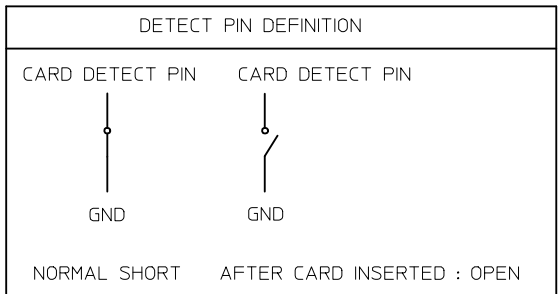 DETECT PIN DEFINITION
CARD DETECT PIN CARD DETECT PIN
GND GND
NORMAL SHORT AFTER CARD INSERTED : OPEN